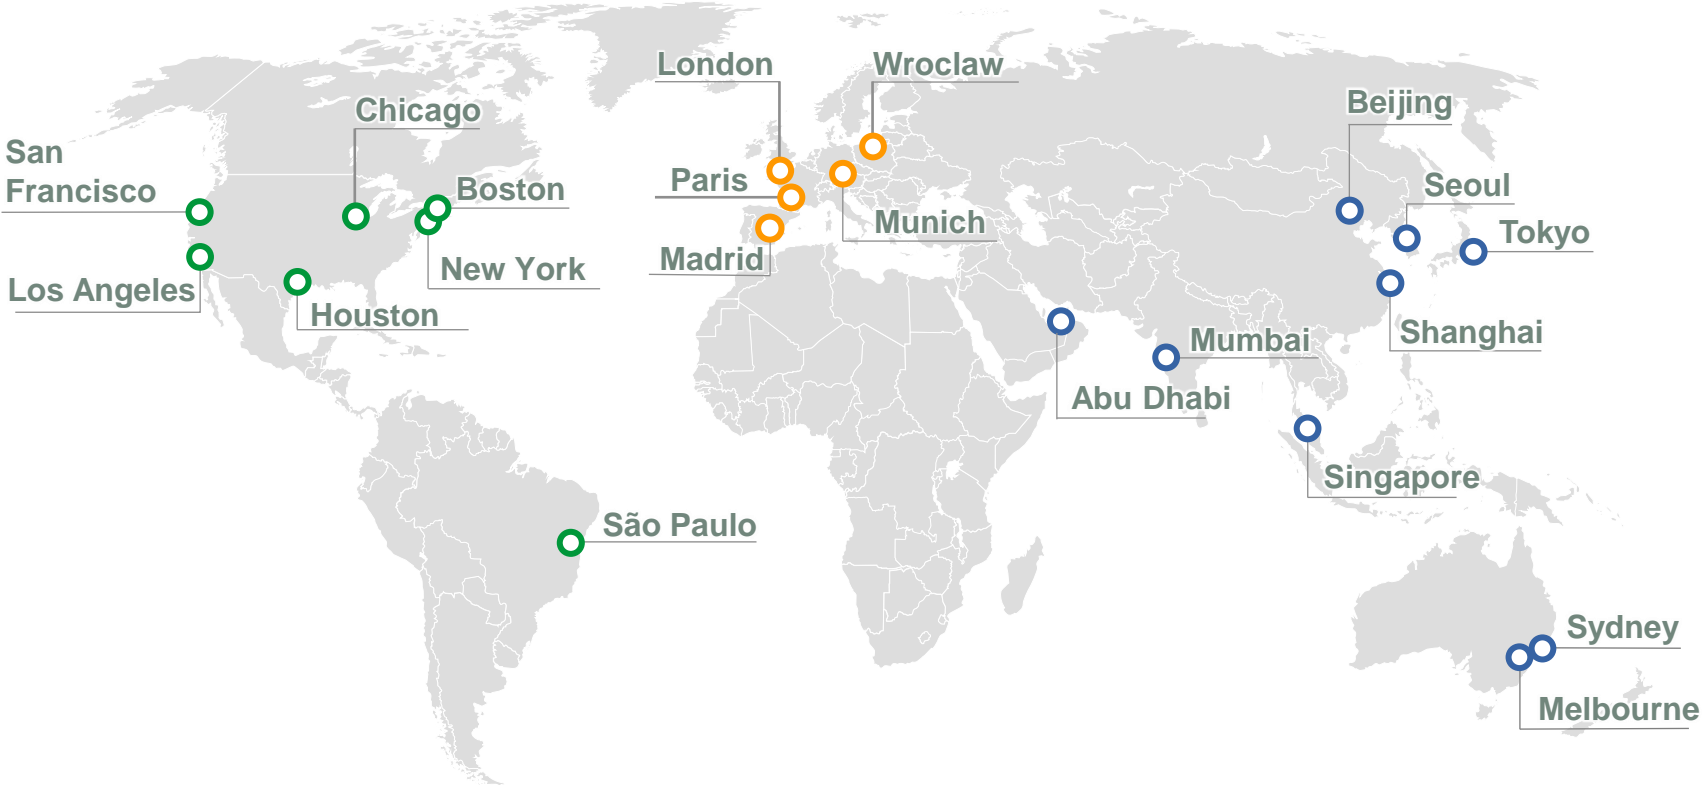 London
Wroclaw
Chicago
Beijing
San
Francisco
Paris
Boston
Seoul
Munich
Tokyo
Madrid
New York
Los Angeles
Houston
Mumbai
Shanghai
Abu Dhabi
Singapore
São Paulo
Sydney
Melbourne